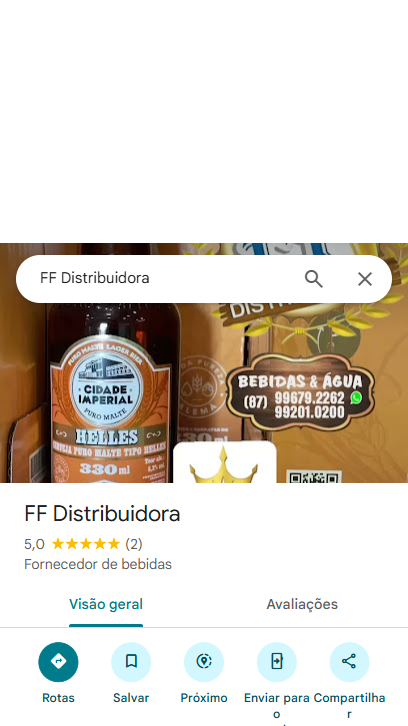 FF Distribuidora
DIST
PURO MALTE LAGER BIER
CIDADE
IMPERIAL
PURO MALTE
HELLES
CERVEJA PURO MALTE TIPO HELLES
330 ml
BEBIDAS & ÁGUA
(87) 99679.2262
99201.0200
FF Distribuidora
5,0 ★★★★★ (2)
Fornecedor de bebidas
Visão geral Avaliações
Rotas Salvar Próximo Enviar para o Compartilhar